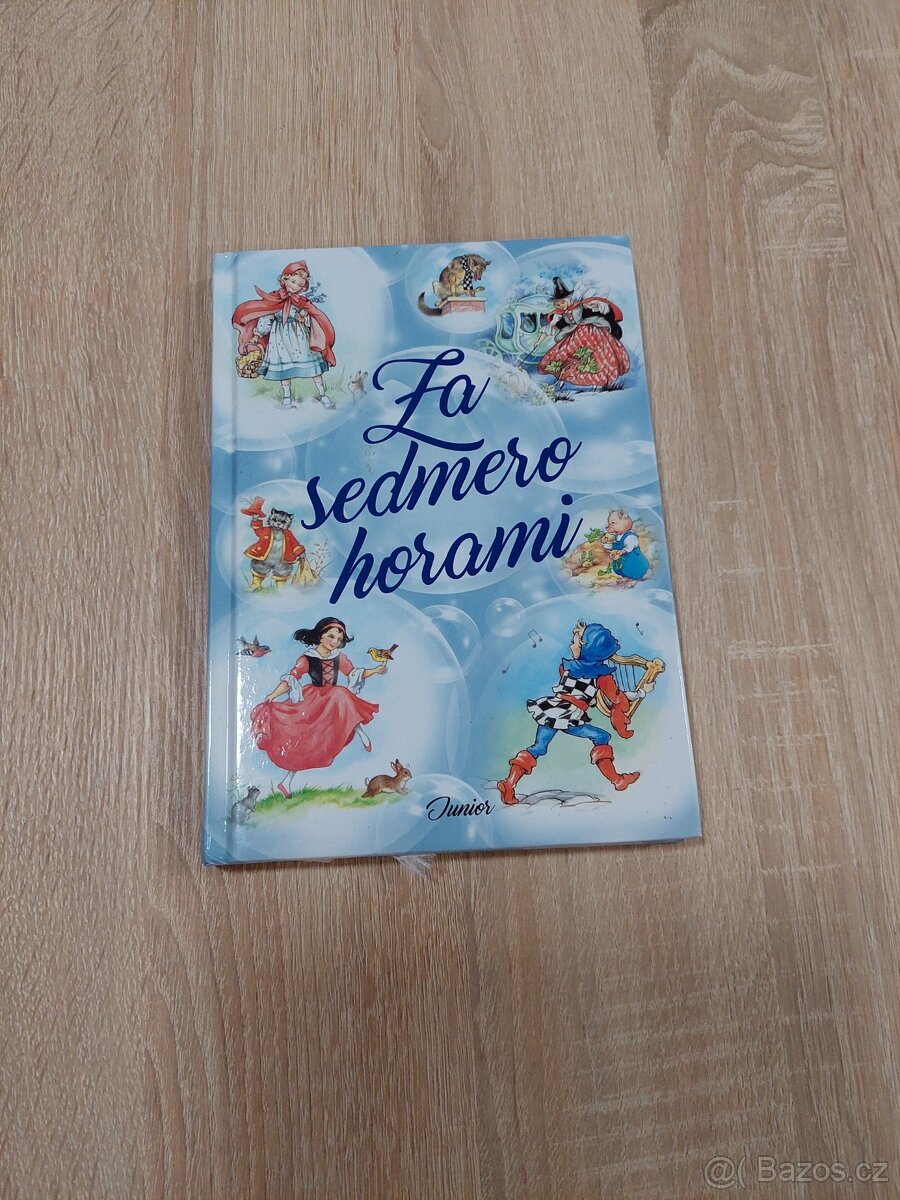 Za
sedmero
horami
Junior
@( Bazos.cz